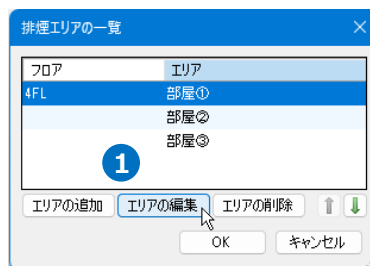 排煙エリアの一覧
フロア エリア
4FL 部屋①
部屋②
部屋③
1
エリアの追加 エリアの編集 エリアの削除
OK キャンセル